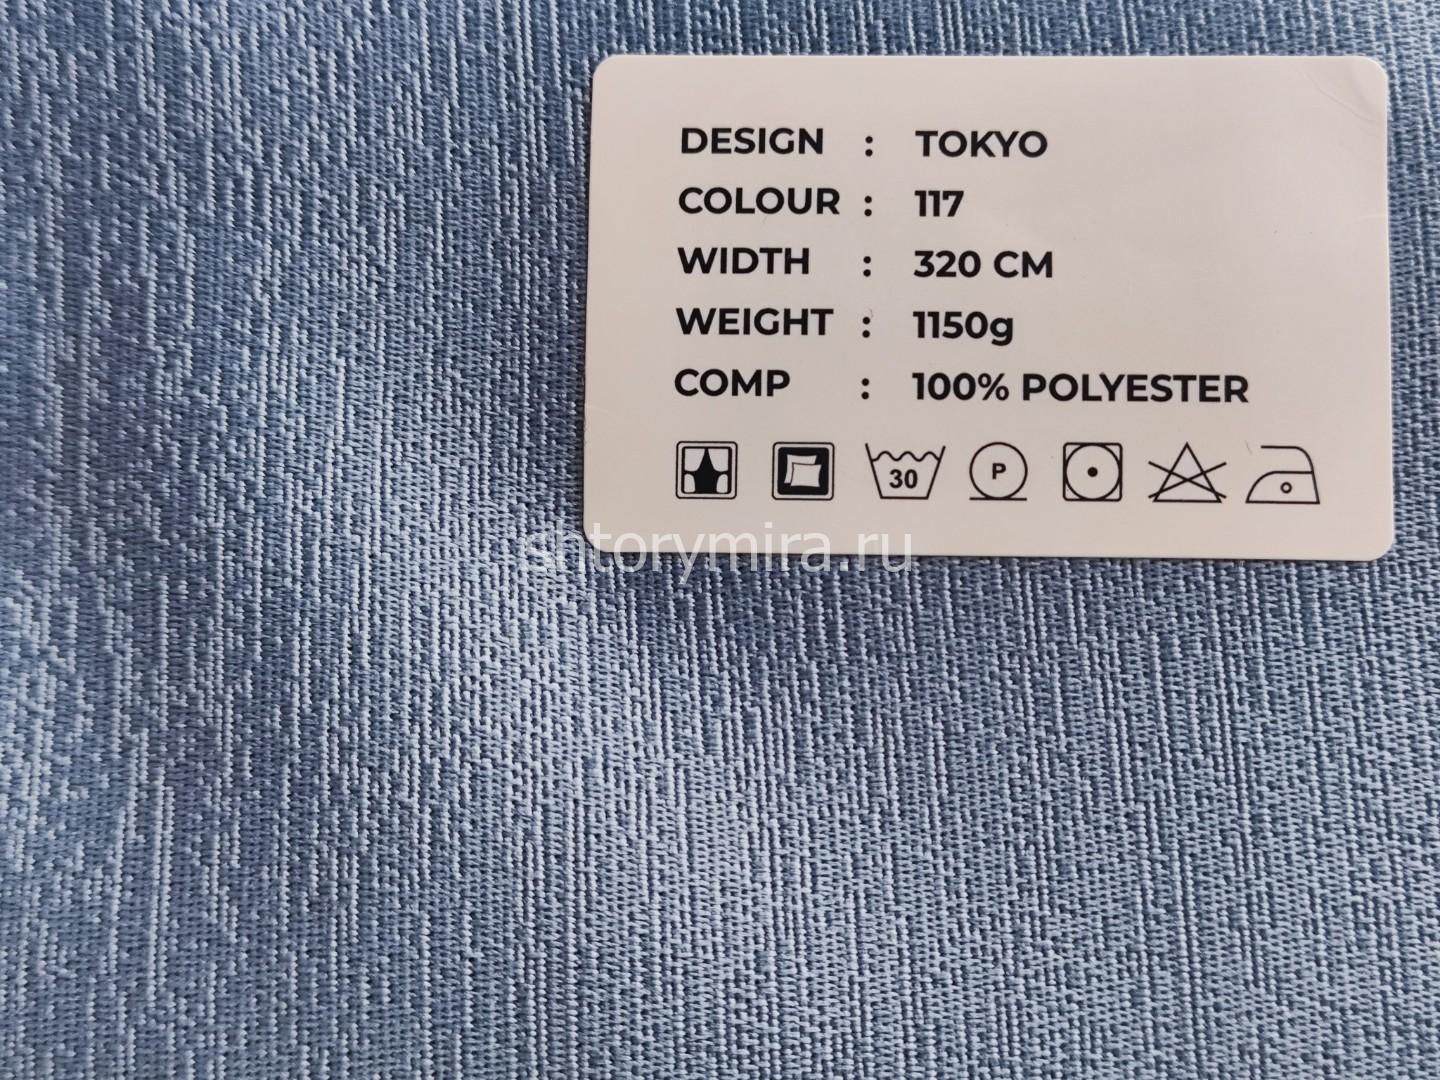 DESIGN : TOKYO
COLOUR : 117
WIDTH : 320 CM
WEIGHT : 1150g
COMP : 100% POLYESTER
30 P
shtorymira.ru